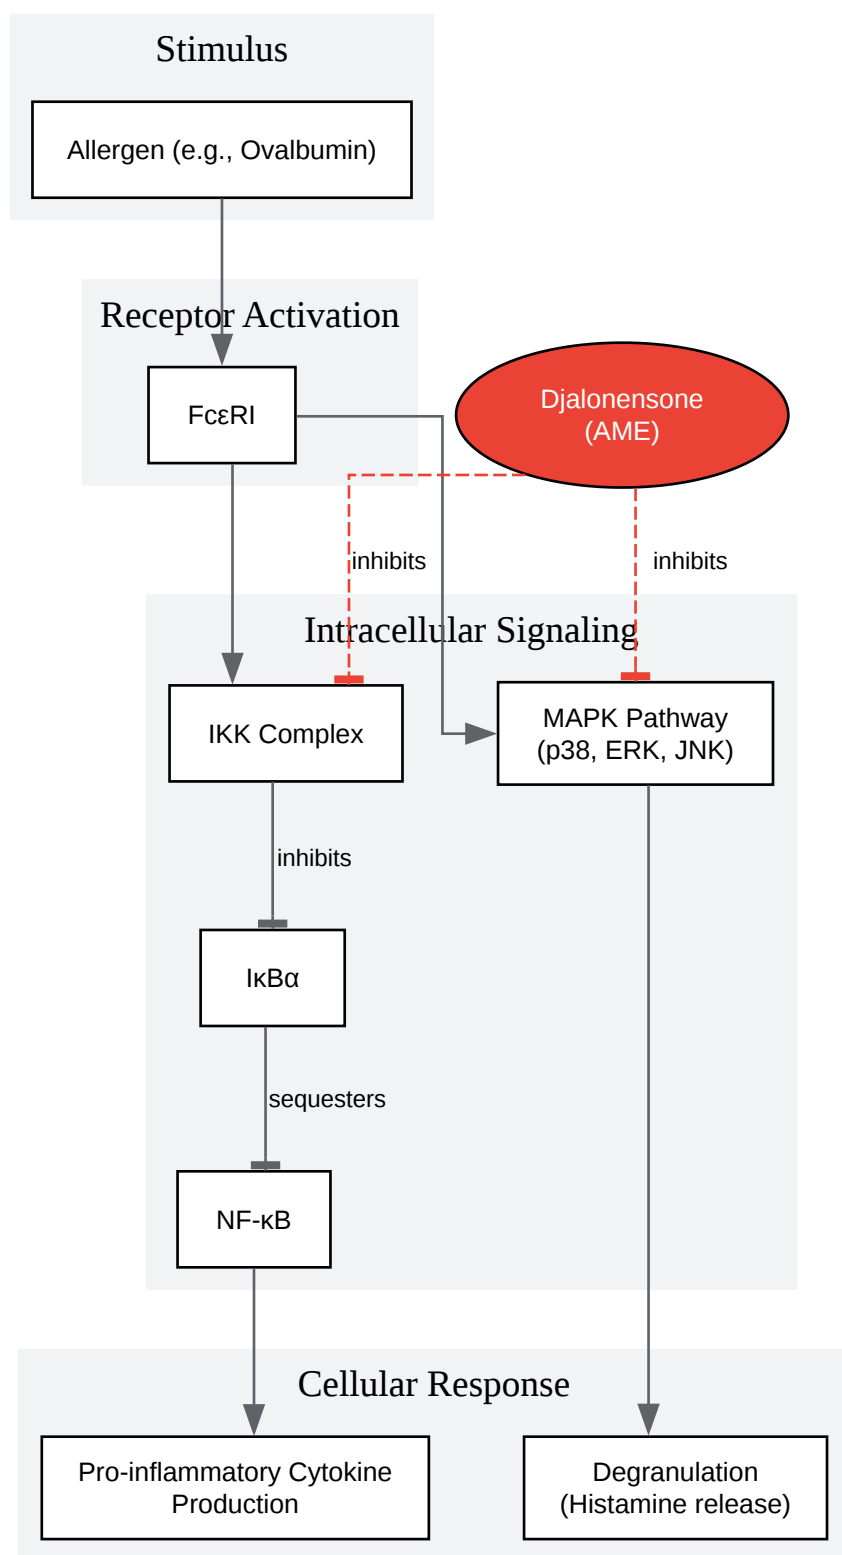 Stimulus
Allergen (e.g., Ovalbumin)
Receptor Activation
FcεRI
Djalonensone
(AME)
inhibits
inhibits
Intracellular Signaling
IKK Complex
MAPK Pathway
(p38, ERK, JNK)
inhibits
IκBα
sequesters
NF-κB
Cellular Response
Pro-inflammatory Cytokine
Production
Degranulation
(Histamine release)